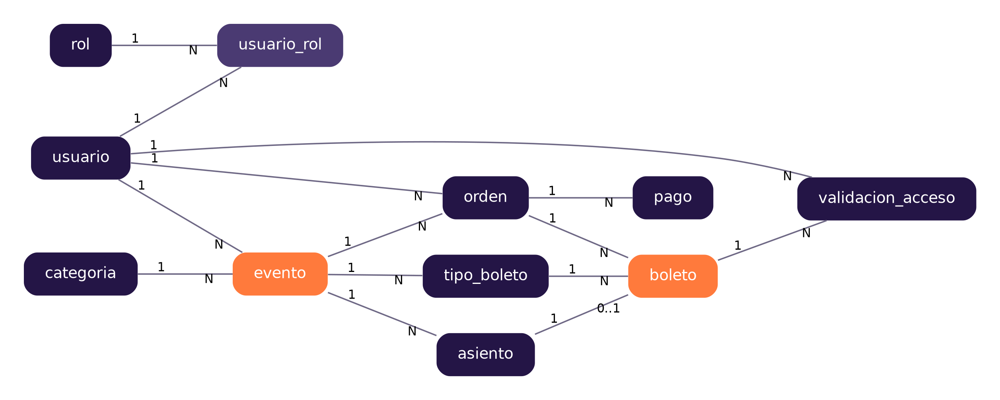 rol
1
N
usuario_rol
N
1
usuario
1
1
1
N
N
N
orden
1
N
pago
validacion_acceso
1
N
N
1
1
N
N
categoria
1
N
evento
1
N
tipo_boleto
1
N
boleto
1
N
1
0..1
asiento